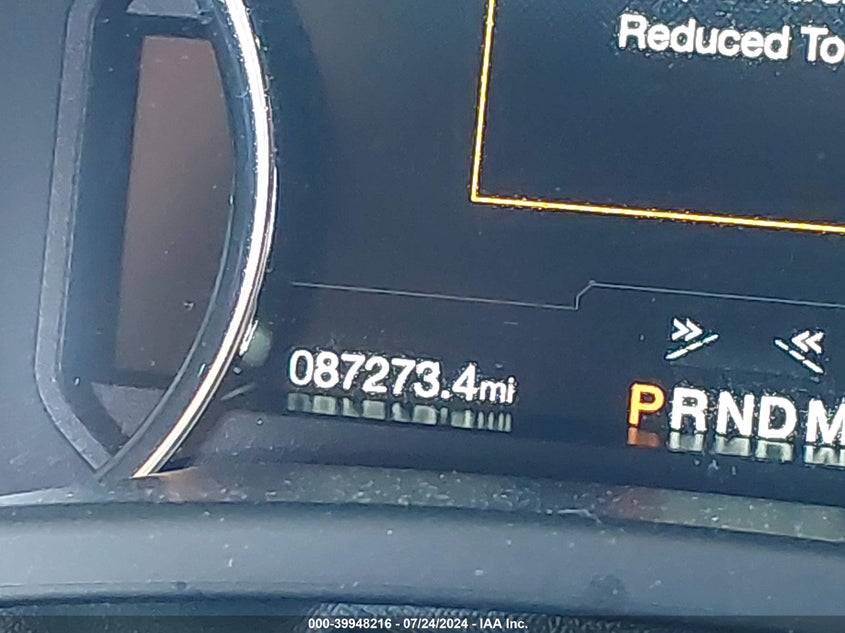 Reduced To
087273.4mi
PRNDM
000-39948216 - 07/24/2024 - IAA Inc.